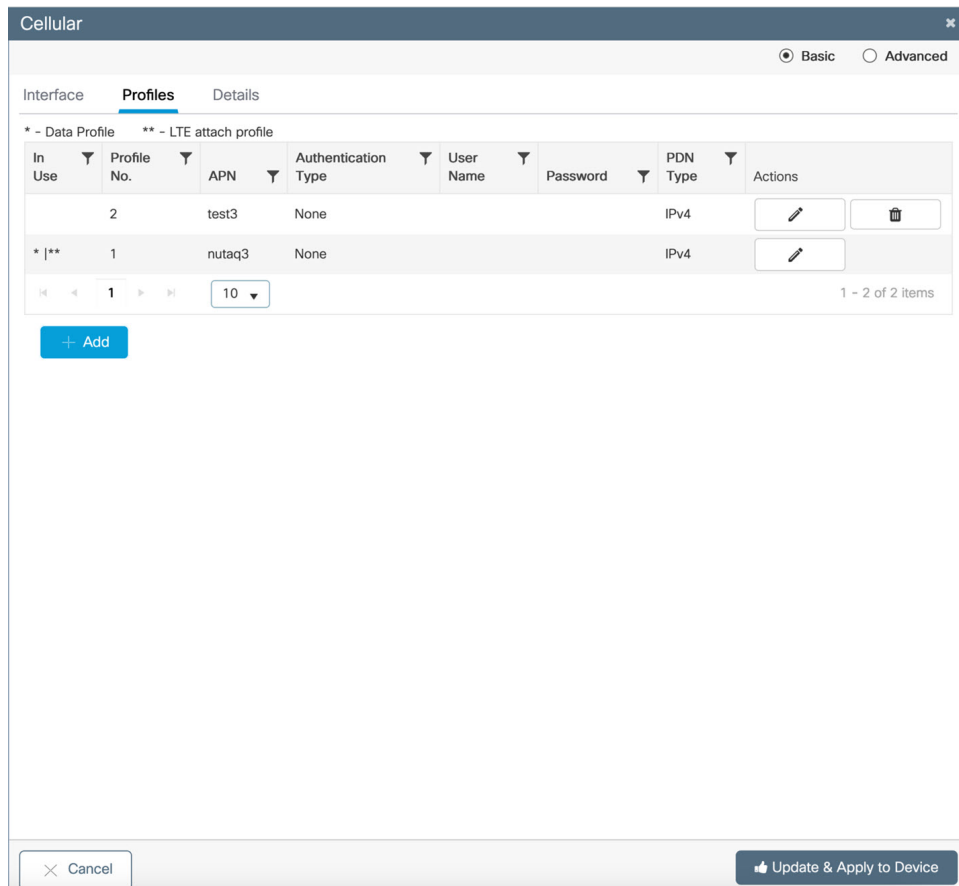 Cellular
Basic Advanced
Interface Profiles Details
* - Data Profile ** - LTE attach profile
In Use Profile No. APN Authentication Type User Name Password PDN Type Actions
2 test3 None IPv4
* |** 1 nutaq3 None IPv4
1 10 1 - 2 of 2 items
+ Add
Cancel Update & Apply to Device